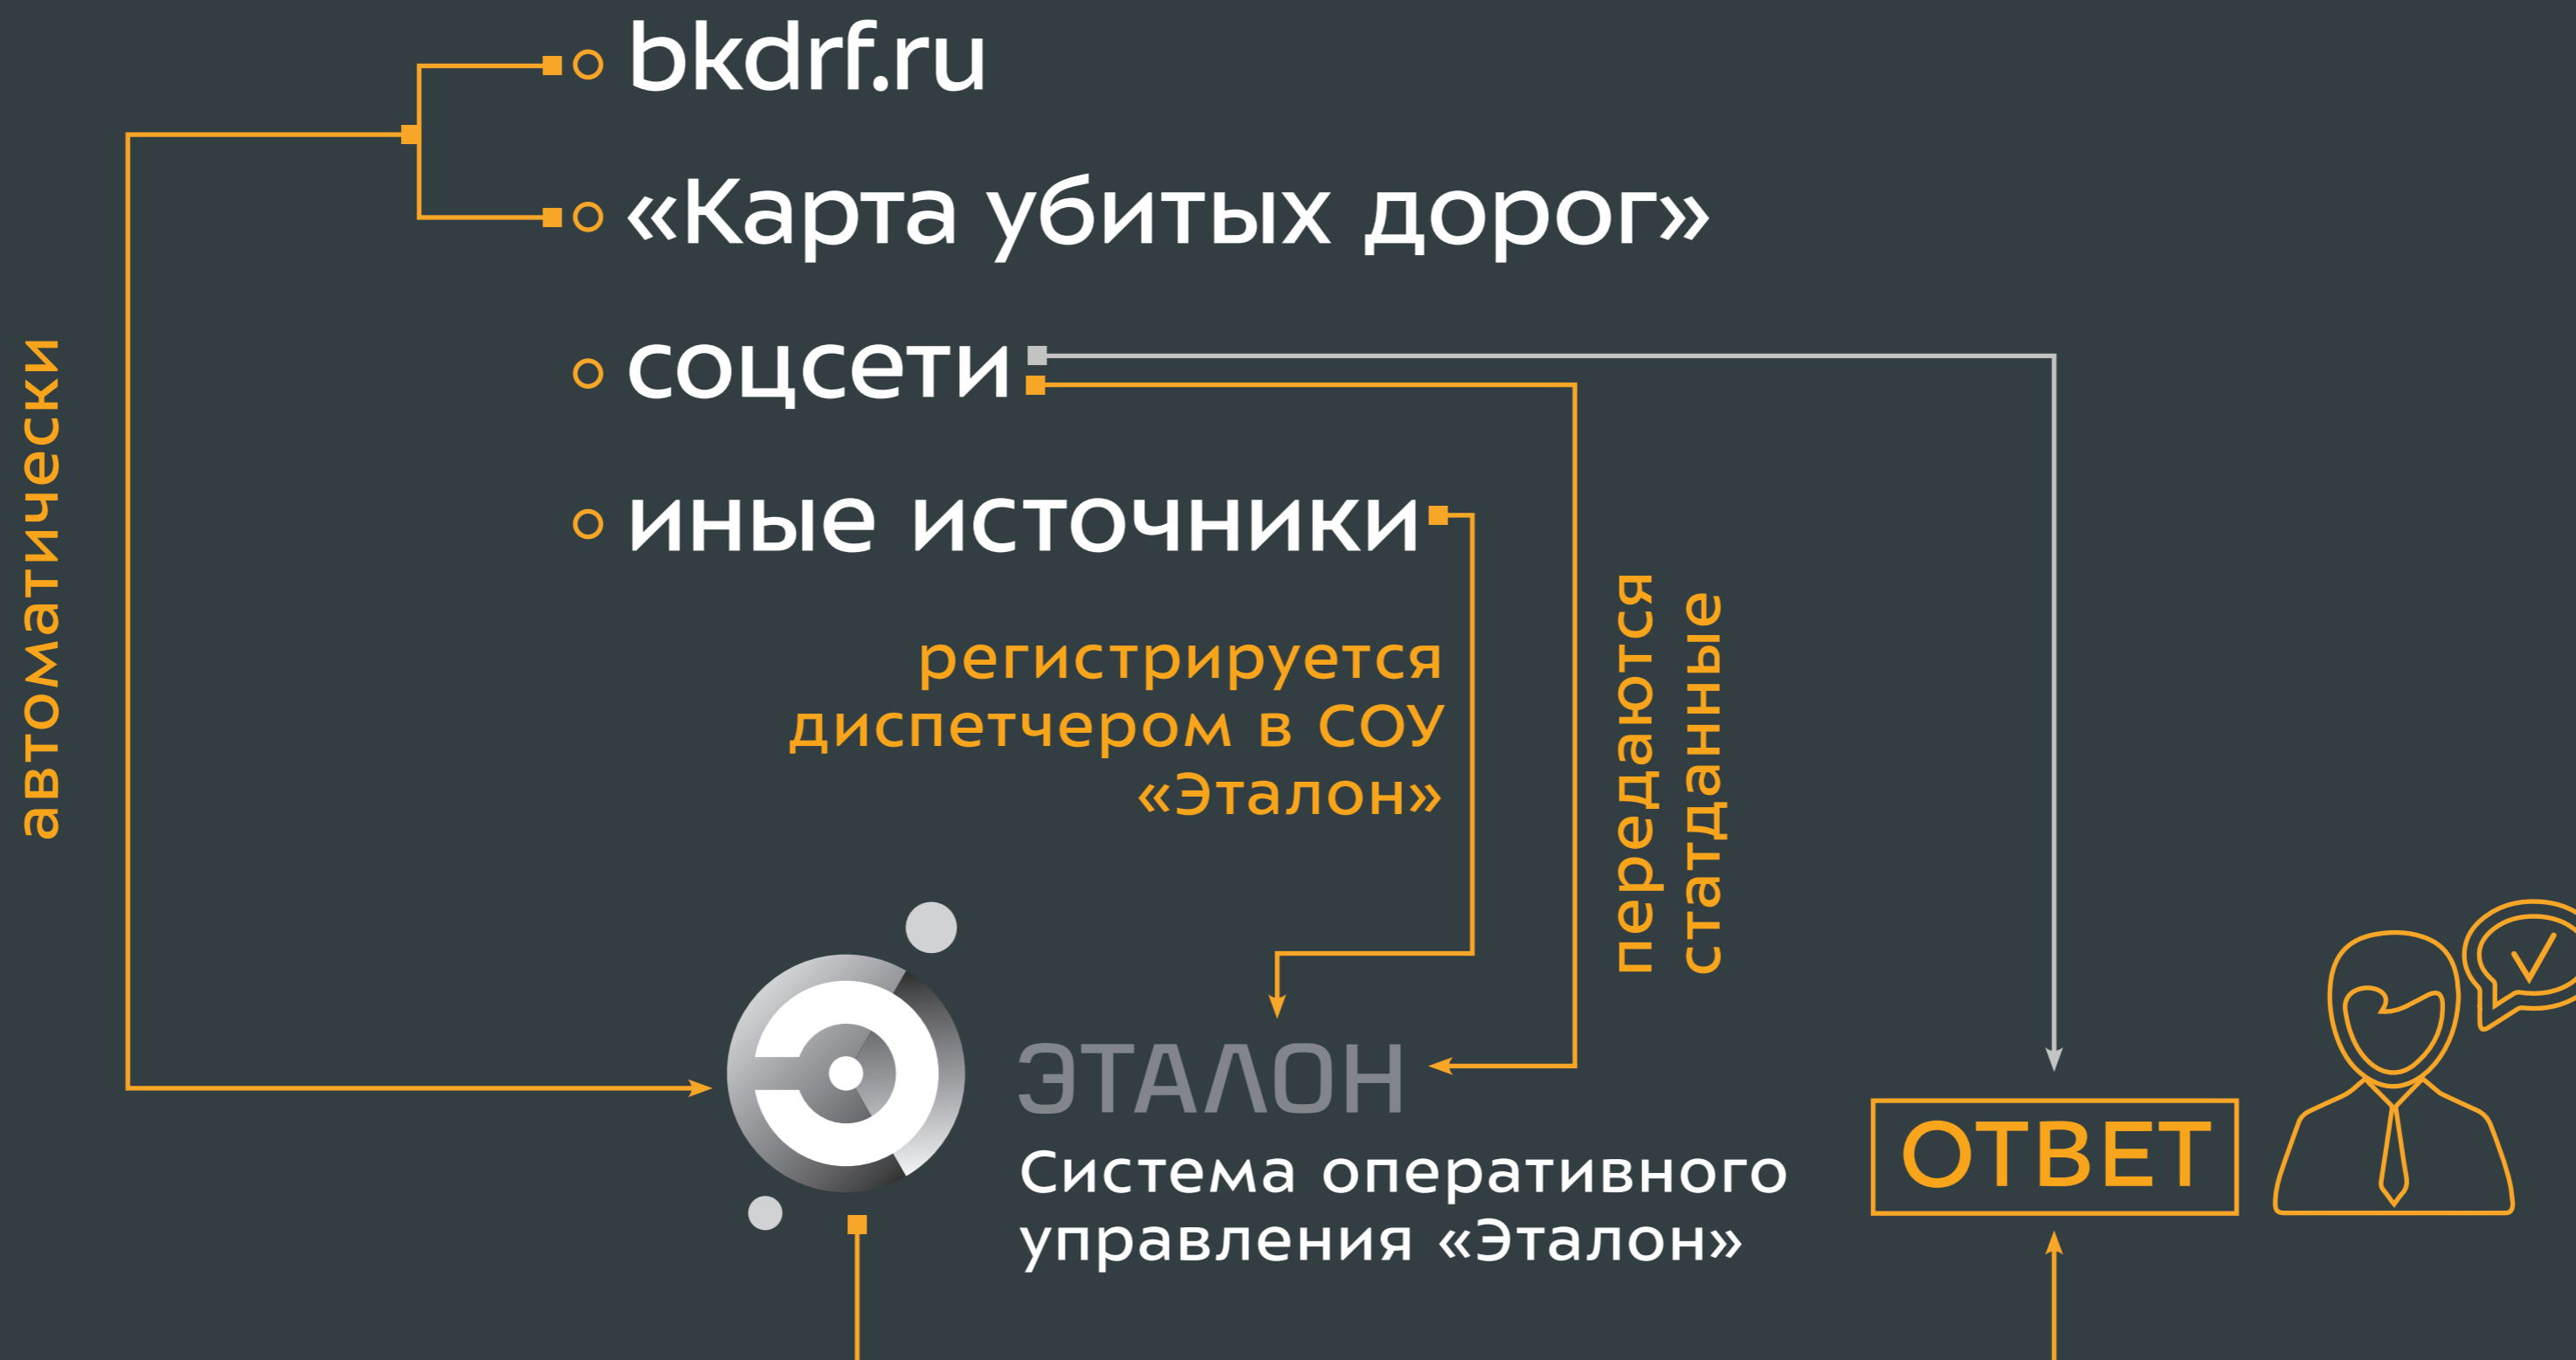 bkdrf.ru
«Карта убитых дорог»
соцсети
иные источники
автоматически
регистрируется
диспетчером в СОУ
«Эталон»
передаются
статданные
ЭТАЛОН
Система оперативного
управления «Эталон»
ОТВЕТ